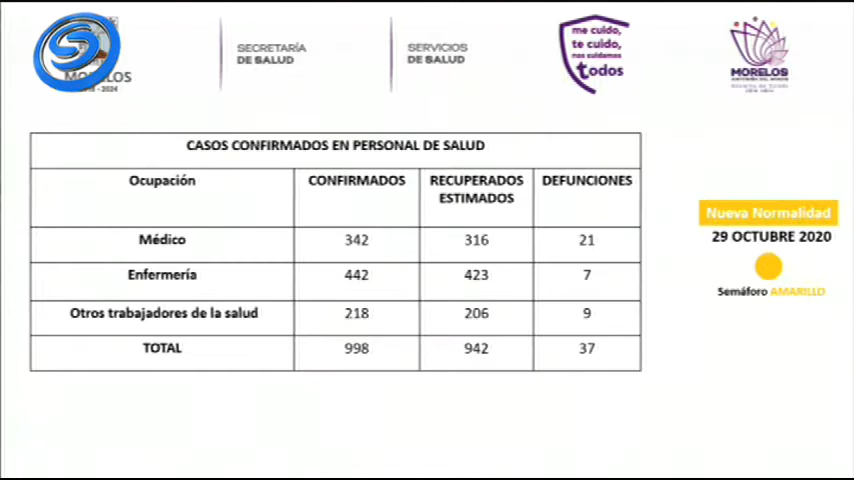 MORELOS
- 2024
SECRETARÍA
DE SALUD
SERVICIOS
DE SALUD
me cuido,
te cuido,
nos cuidamos
todos
MORELOS
CASOS CONFIRMADOS EN PERSONAL DE SALUD
Ocupación CONFIRMADOS RECUPERADOS ESTIMADOS DEFUNCIONES
Médico 342 316 21
Enfermería 442 423 7
Otros trabajadores de la salud 218 206 9
TOTAL 998 942 37
Nueva Normalidad
29 OCTUBRE 2020
Semáforo AMARILLO